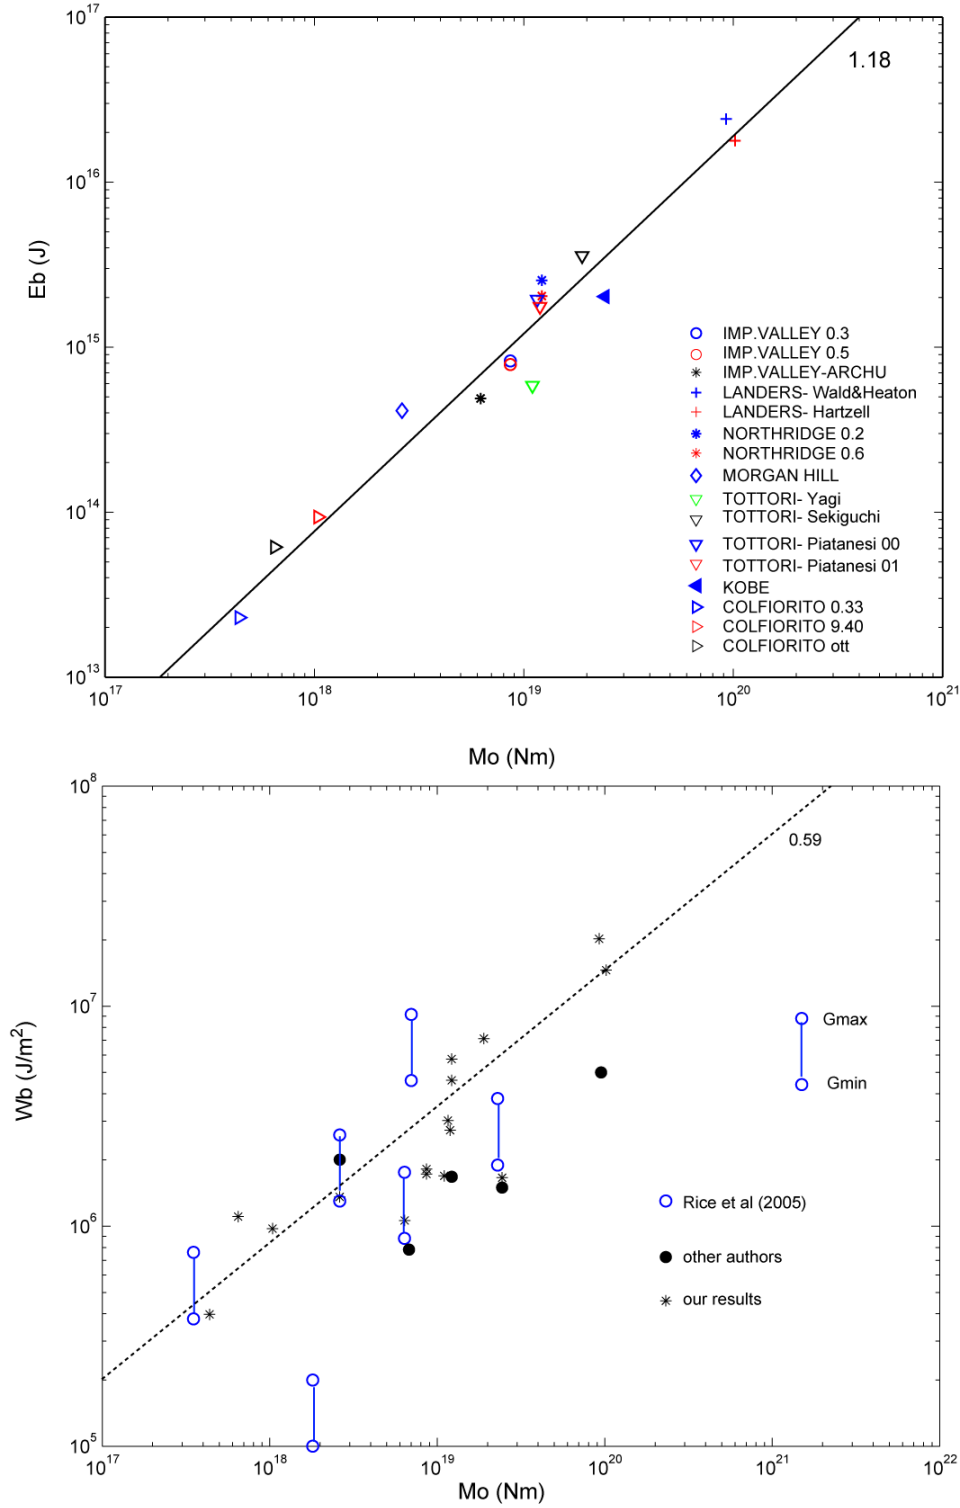 10^17
1.18
10^16
Eb (J)
10^15
IMP.VALLEY 0.3
IMP.VALLEY 0.5
IMP.VALLEY-ARCHU
LANDERS- Wald&Heaton
LANDERS- Hartzell
NORTHRIDGE 0.2
NORTHRIDGE 0.6
MORGAN HILL
TOTTORI- Yagi
TOTTORI- Sekiguchi
TOTTORI- Piatanesi 00
TOTTORI- Piatanesi 01
KOBE
COLFIORITO 0.33
COLFIORITO 9.40
COLFIORITO ott
10^14
10^13
10^17 10^18 10^19 10^20 10^21
Mo (Nm)
10^8
0.59
10^7
Gmax
Gmin
Wb (J/m^2)
Rice et al (2005)
10^6
other authors
our results
10^5
10^17 10^18 10^19 10^20 10^21 10^22
Mo (Nm)